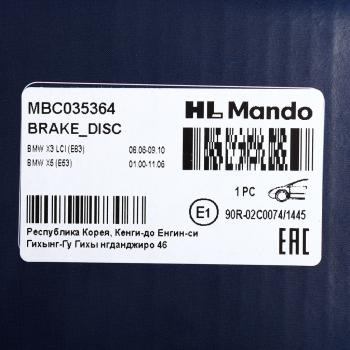 MBC035364
HL Mando
BRAKE_DISC
BMW X3 LCI (E83) 06.06-09.10
BMW X5 (E53) 01.00-11.06
1 PC
E1 90R-02C0074/1445
EAC
Республика Корея, Кенги-до Енгин-си
Гихынг-Гу Гихы нгданджиро 46